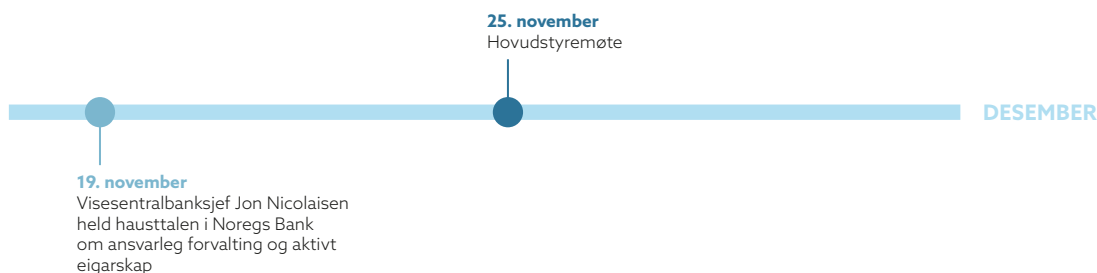 25. november
Hovudstyremøte
DESEMBER
19. november
Visesentralbanksjef Jon Nicolaisen
held hausttalen i Noregs Bank
om ansvarleg forvalting og aktivt
eigarskap